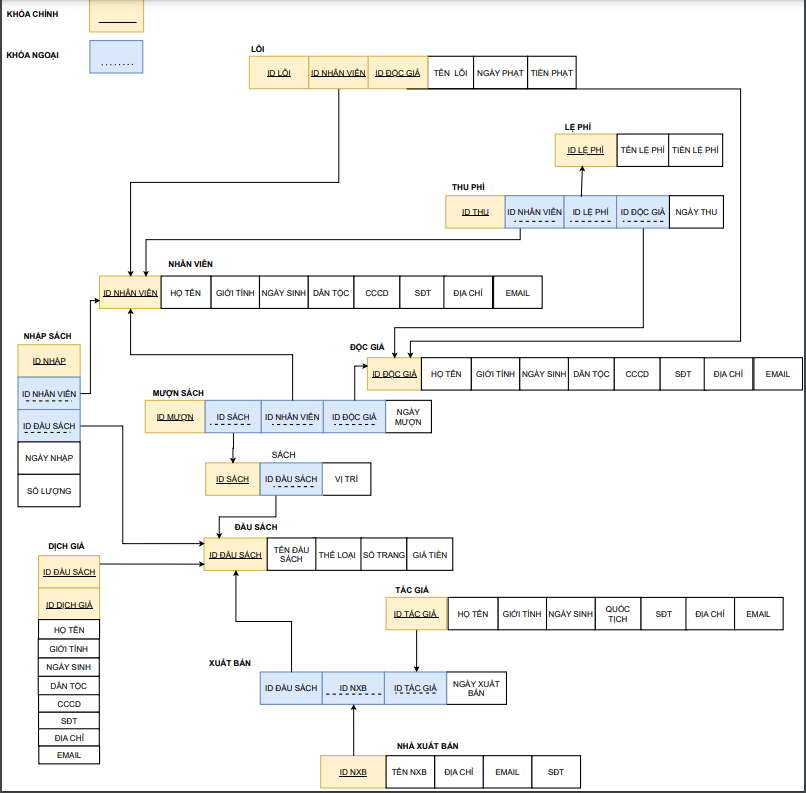 KHÓA CHÍNH
KHÓA NGOẠI
LỖI
ID LỖI ID NHÂN VIÊN ID ĐỘC GIẢ TÊN LỖI NGÀY PHẠT TIỀN PHẠT
LỆ PHÍ
ID LỆ PHÍ TÊN LỆ PHÍ TIỀN LỆ PHÍ
THU PHÍ
ID THU ID NHÂN VIÊN ID LỆ PHÍ ID ĐỘC GIẢ NGÀY THU
NHÂN VIÊN
ID NHÂN VIÊN HỌ TÊN GIỚI TÍNH NGÀY SINH DÂN TỘC CCCD SĐT ĐỊA CHỈ EMAIL
NHẬP SÁCH
ID NHẬP
ID NHÂN VIÊN
ID ĐẦU SÁCH
NGÀY NHẬP
SỐ LƯỢNG
ĐỘC GIẢ
ID ĐỘC GIẢ HỌ TÊN GIỚI TÍNH NGÀY SINH DÂN TỘC CCCD SĐT ĐỊA CHỈ EMAIL
MƯỢN SÁCH
ID MƯỢN ID SÁCH ID NHÂN VIÊN ID ĐỘC GIẢ NGÀY
MƯỢN
SÁCH
ID SÁCH ID ĐẦU SÁCH VỊ TRÍ
ĐẦU SÁCH
ID ĐẦU SÁCH TÊN ĐẦU
SÁCH THỂ LOẠI SỐ TRANG GIÁ TIỀN
DỊCH GIẢ
ID ĐẦU SÁCH
ID DỊCH GIẢ
HỌ TÊN
GIỚI TÍNH
NGÀY SINH
DÂN TỘC
CCCD
SĐT
ĐỊA CHỈ
EMAIL
TÁC GIẢ
ID TÁC GIẢ HỌ TÊN GIỚI TÍNH NGÀY SINH QUỐC
TỊCH SĐT ĐỊA CHỈ EMAIL
XUẤT BẢN
ID ĐẦU SÁCH ID NXB ID TÁC GIẢ NGÀY XUẤT
BẢN
NHÀ XUẤT BẢN
ID NXB TÊN NXB ĐỊA CHỈ EMAIL SĐT